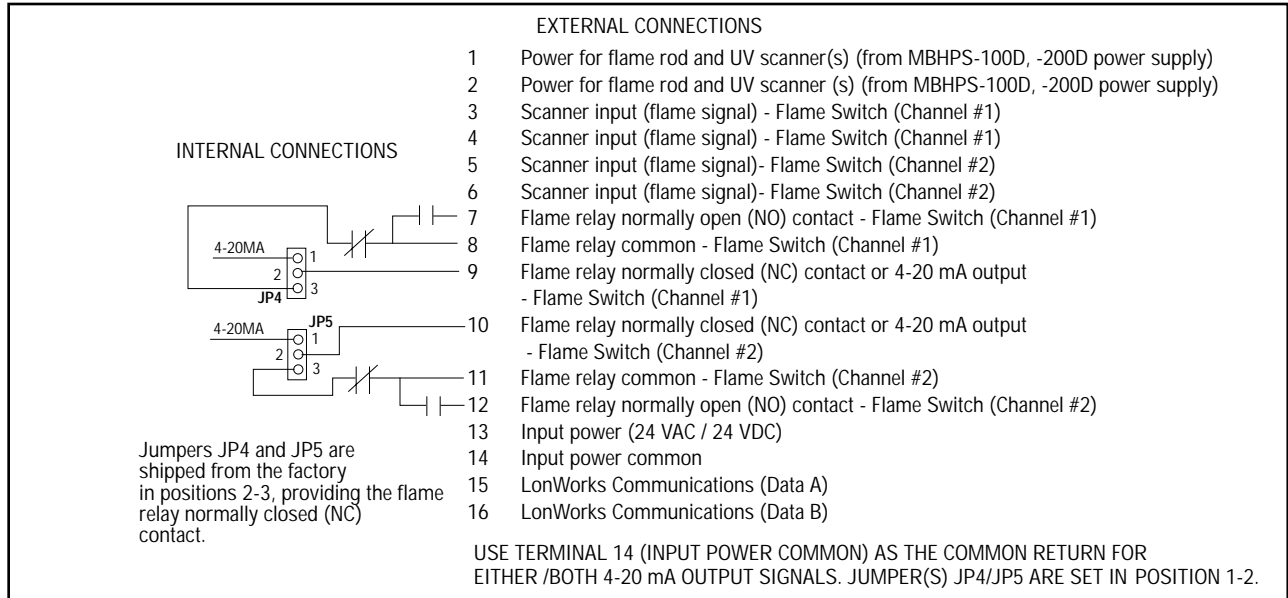 EXTERNAL CONNECTIONS
1 Power for flame rod and UV scanner(s) (from MBHPS-100D, -200D power supply)
2 Power for flame rod and UV scanner (s) (from MBHPS-100D, -200D power supply)
3 Scanner input (flame signal) - Flame Switch (Channel #1)
4 Scanner input (flame signal) - Flame Switch (Channel #1)
5 Scanner input (flame signal)- Flame Switch (Channel #2)
6 Scanner input (flame signal)- Flame Switch (Channel #2)
7 Flame relay normally open (NO) contact - Flame Switch (Channel #1)
8 Flame relay common - Flame Switch (Channel #1)
9 Flame relay normally closed (NC) contact or 4-20 mA output
- Flame Switch (Channel #1)
10 Flame relay normally closed (NC) contact or 4-20 mA output
- Flame Switch (Channel #2)
11 Flame relay common - Flame Switch (Channel #2)
12 Flame relay normally open (NO) contact - Flame Switch (Channel #2)
13 Input power (24 VAC / 24 VDC)
14 Input power common
15 LonWorks Communications (Data A)
16 LonWorks Communications (Data B)
INTERNAL CONNECTIONS
4-20MA
1
2
3
JP4
4-20MA
JP5
1
2
3
Jumpers JP4 and JP5 are
shipped from the factory
in positions 2-3, providing the flame
relay normally closed (NC)
contact.
USE TERMINAL 14 (INPUT POWER COMMON) AS THE COMMON RETURN FOR
EITHER /BOTH 4-20 mA OUTPUT SIGNALS. JUMPER(S) JP4/JP5 ARE SET IN POSITION 1-2.